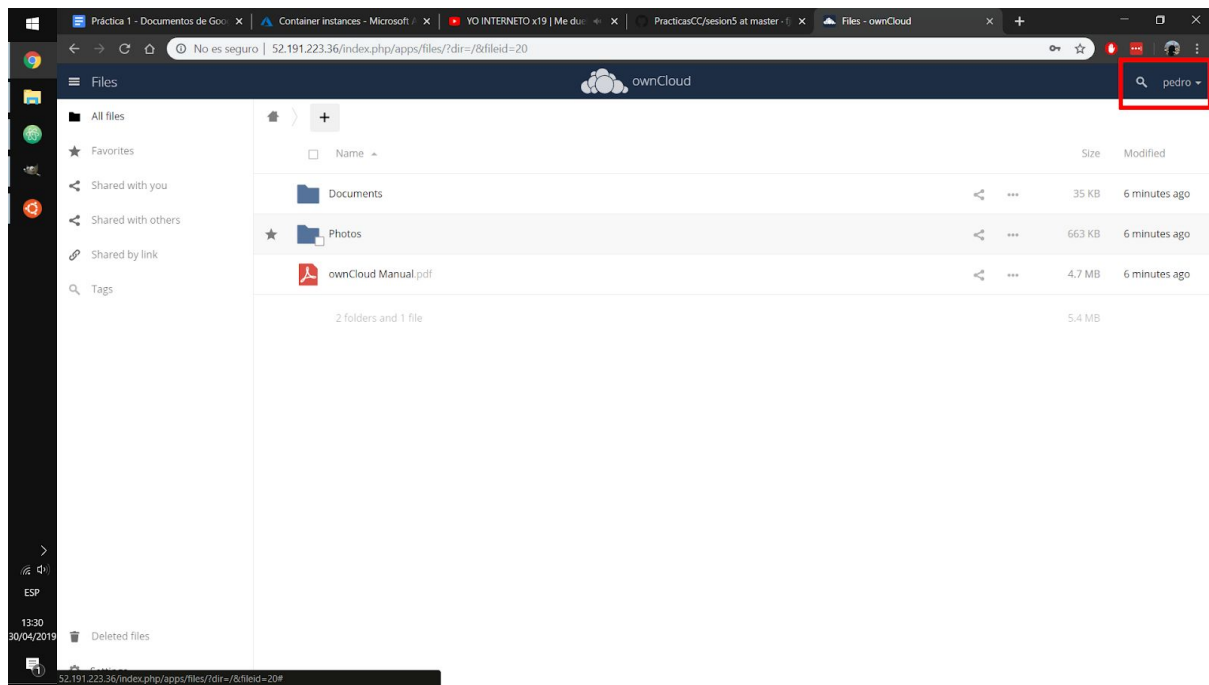 Práctica 1 - Documentos de Goo
Container instances - Microsoft A
YO INTERNETO x19 | Me due
PracticasCC/sesion5 at master · fj
Files - ownCloud
No es seguro | 52.191.223.36/index.php/apps/files/?dir=/&fileid=20
Files
ownCloud
pedro
All files
Favorites
Shared with you
Shared with others
Shared by link
Tags
Name Size Modified
Documents 35 KB 6 minutes ago
Photos 663 KB 6 minutes ago
ownCloud Manual.pdf 4.7 MB 6 minutes ago
2 folders and 1 file 5.4 MB
ESP
13:30
30/04/2019
1
Deleted files
Settings
52.191.223.36/index.php/apps/files/?dir=/&fileid=20#